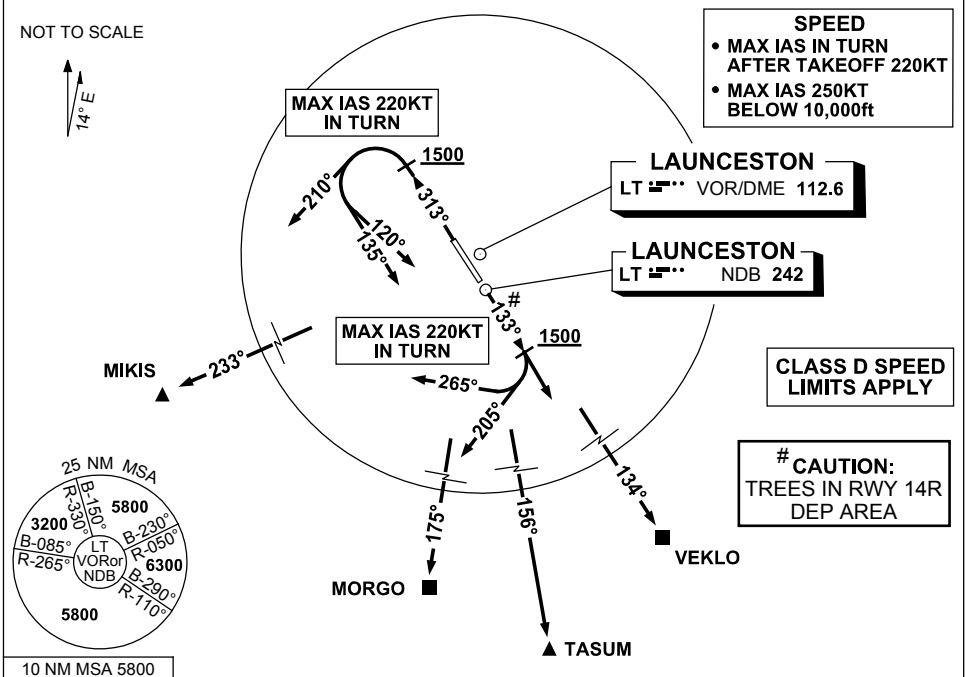 NOT TO SCALE
14° E
SPEED
• MAX IAS IN TURN
AFTER TAKEOFF 220KT
• MAX IAS 250KT
BELOW 10,000ft
MAX IAS 220KT
IN TURN
1500
313°
210°
120°
135°
LAUNCESTON
LT VOR/DME 112.6
LAUNCESTON
LT NDB 242
#
133°
MAX IAS 220KT
IN TURN
1500
265°
205°
MIKIS
233°
CLASS D SPEED
LIMITS APPLY
# CAUTION:
TREES IN RWY 14R
DEP AREA
134°
VEKLO
175°
MORGO
156°
TASUM
25 NM MSA
B-150°
R-330°
5800
3200
B-230°
R-050°
B-085°
R-265°
LT
VORor
NDB
6300
B-290°
R-110°
5800
10 NM MSA 5800